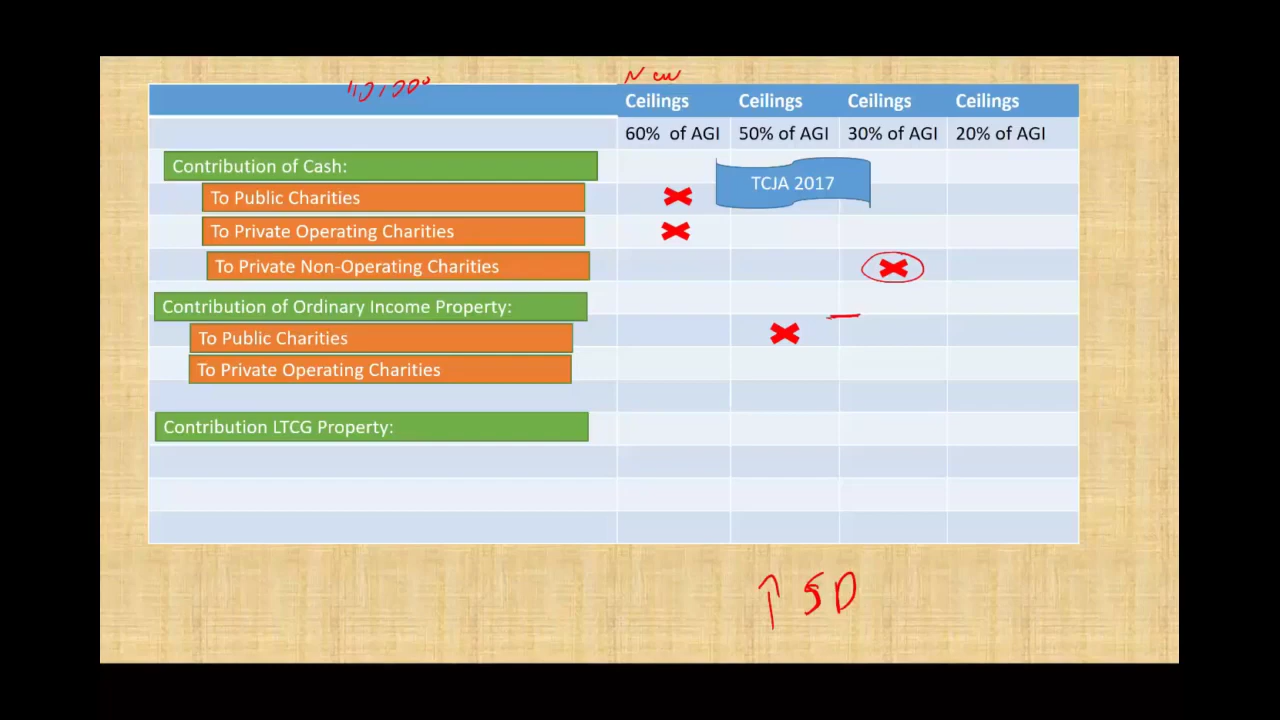 New
Ceilings Ceilings Ceilings Ceilings
60% of AGI 50% of AGI 30% of AGI 20% of AGI
Contribution of Cash:
TCJA 2017
To Public Charities
To Private Operating Charities
To Private Non-Operating Charities
Contribution of Ordinary Income Property:
To Public Charities
To Private Operating Charities
Contribution LTCG Property:
↑ SD